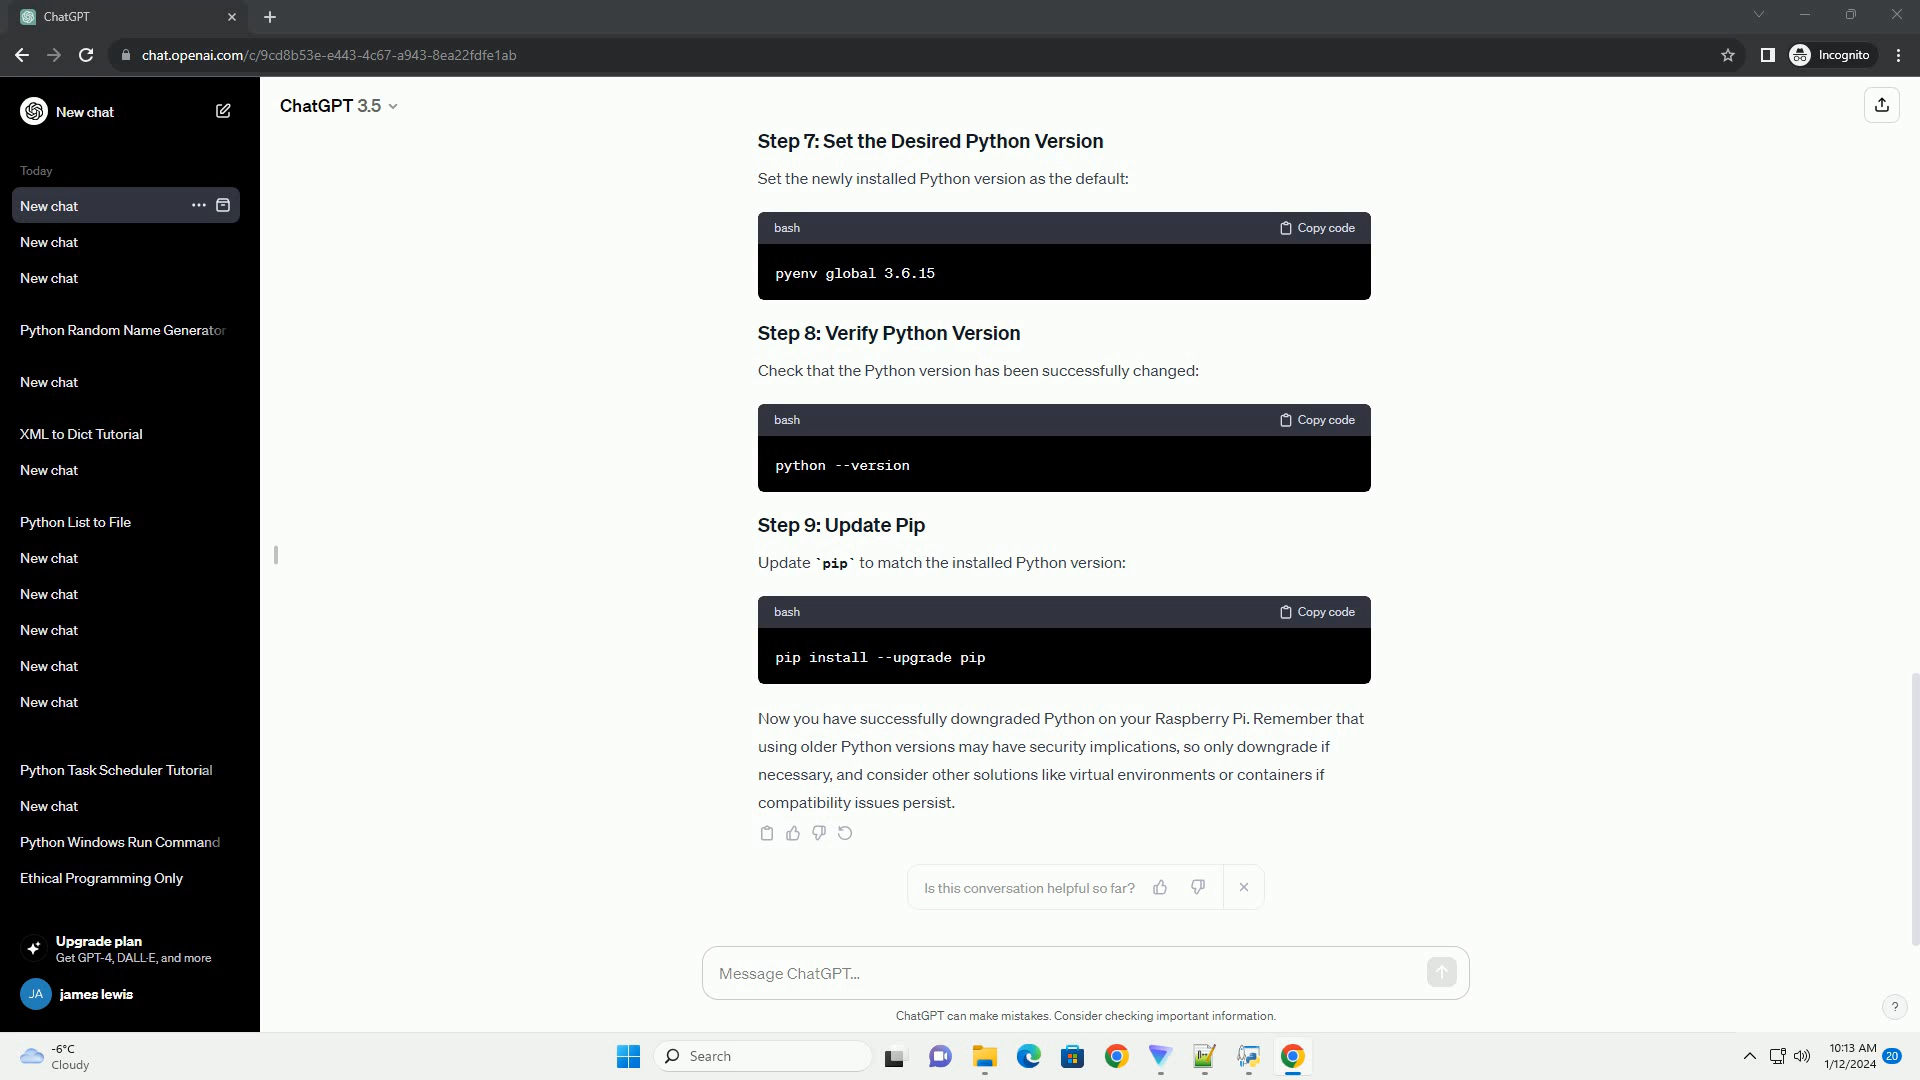 ChatGPT
chat.openai.com/c/9cd8b53e-e443-4c67-a943-8ea22fdfe1ab
Incognito
New chat
Today
New chat
New chat
New chat
Python Random Name Generator
New chat
XML to Dict Tutorial
New chat
Python List to File
New chat
New chat
New chat
New chat
New chat
Python Task Scheduler Tutorial
New chat
Python Windows Run Command
Ethical Programming Only
Upgrade plan
Get GPT-4, DALL·E, and more
JA
james lewis
ChatGPT 3.5
Step 7: Set the Desired Python Version
Set the newly installed Python version as the default:
bash
Copy code
pyenv global 3.6.15
Step 8: Verify Python Version
Check that the Python version has been successfully changed:
bash
Copy code
python --version
Step 9: Update Pip
Update `pip` to match the installed Python version:
bash
Copy code
pip install --upgrade pip
Now you have successfully downgraded Python on your Raspberry Pi. Remember that
using older Python versions may have security implications, so only downgrade if
necessary, and consider other solutions like virtual environments or containers if
compatibility issues persist.
Is this conversation helpful so far?
Message ChatGPT...
ChatGPT can make mistakes. Consider checking important information.
?
-6°C
Cloudy
Search
10:13 AM
1/12/2024
20